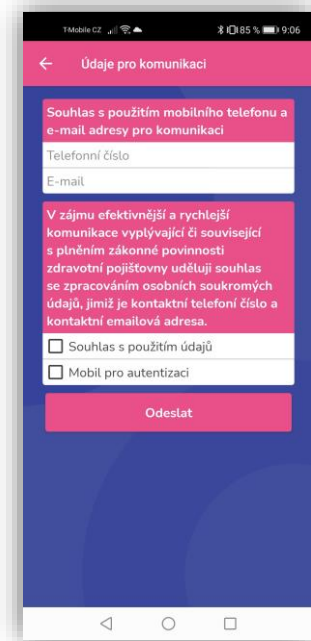 T-Mobile CZ 85 % 9:06
Údaje pro komunikaci
Souhlas s použitím mobilního telefonu a
e-mail adresy pro komunikaci
Telefonní číslo
E-mail
V zájmu efektivnější a rychlejší
komunikace vyplývající či související
s plněním zákonné povinnosti
zdravotní pojišťovny uděluji souhlas
se zpracováním osobních soukromých
údajů, jimiž je kontaktní telefoní číslo a
kontaktní emailová adresa.
Souhlas s použitím údajů
Mobil pro autentizaci
Odeslat